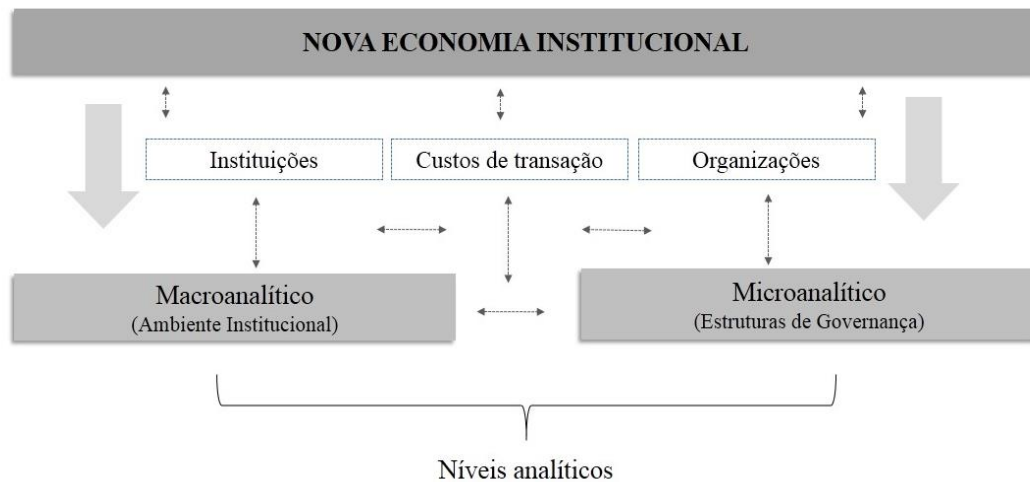 NOVA ECONOMIA INSTITUCIONAL
Instituições
Custos de transação
Organizações
Macroanalítico
(Ambiente Institucional)
Microanalítico
(Estruturas de Governança)
Níveis analíticos